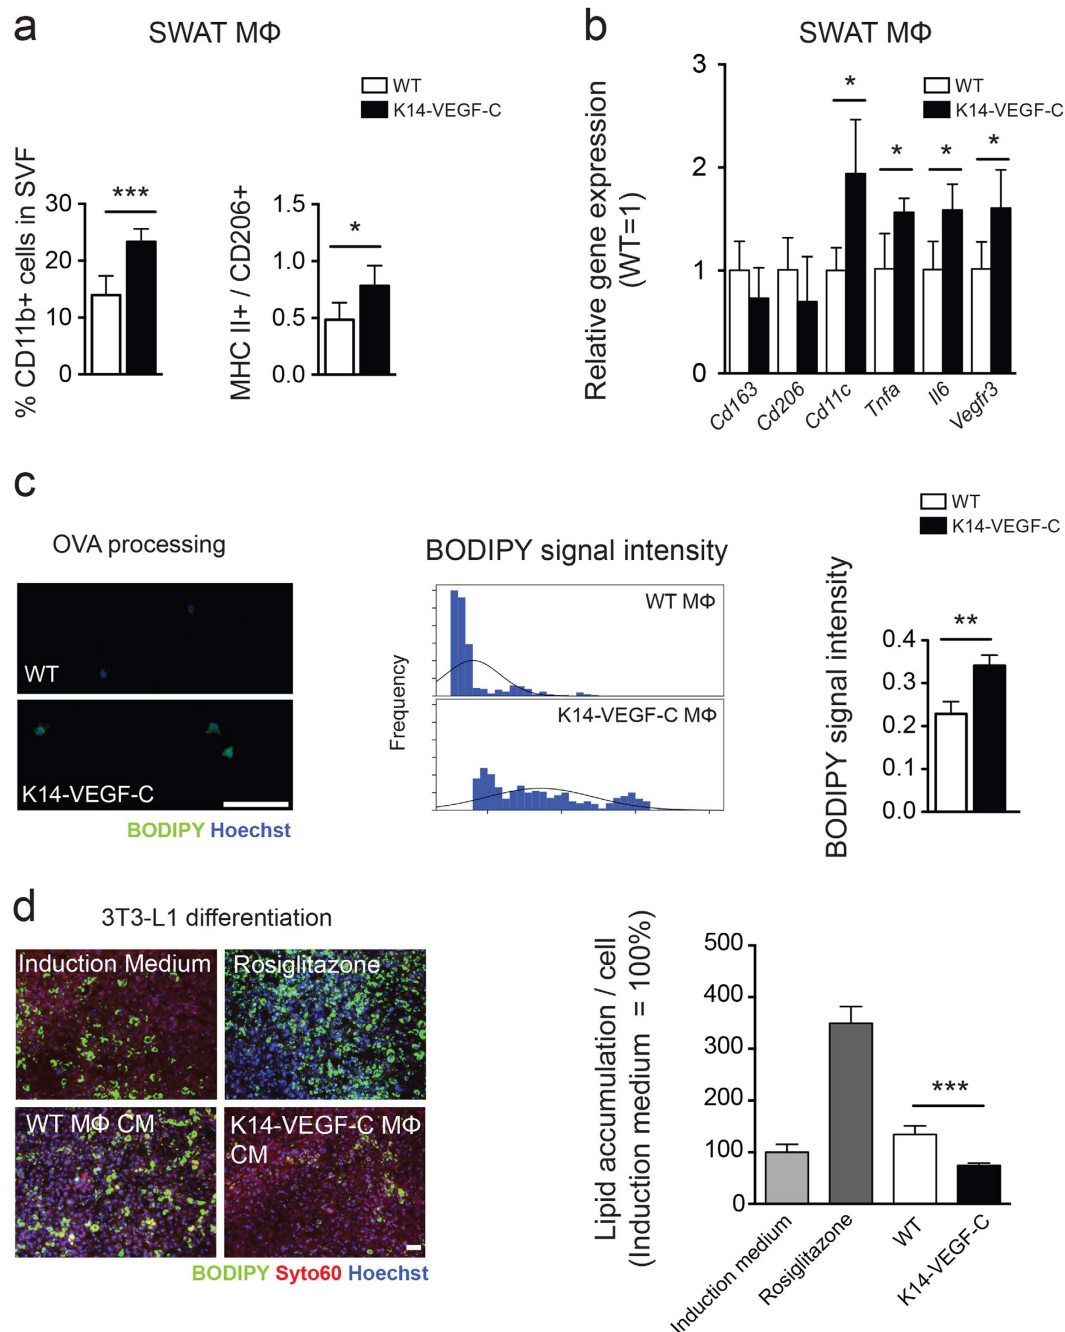 a
SWAT MΦ
WT
K14-VEGF-C
% CD11b+ cells in SVF
30
20
10
0
***
MHC II+ / CD206+
1.5
1.0
0.5
0.0
*
b
SWAT MΦ
WT
K14-VEGF-C
Relative gene expression
(WT=1)
3
2
1
0
*
*
*
*
Cd163
Cd206
Cd11c
Tnfa
Il6
Vegfr3
c
OVA processing
WT
K14-VEGF-C
BODIPY Hoechst
BODIPY signal intensity
Frequency
WT MΦ
K14-VEGF-C MΦ
WT
K14-VEGF-C
BODIPY signal intensity
0.4
0.3
0.2
0.1
0.0
**
d
3T3-L1 differentiation
Induction Medium
Rosiglitazone
WT MΦ CM
K14-VEGF-C MΦ
CM
BODIPY Syto60 Hoechst
Lipid accumulation / cell
(Induction medium = 100%)
500
400
300
200
100
0
***
Induction medium
Rosiglitazone
WT
K14-VEGF-C